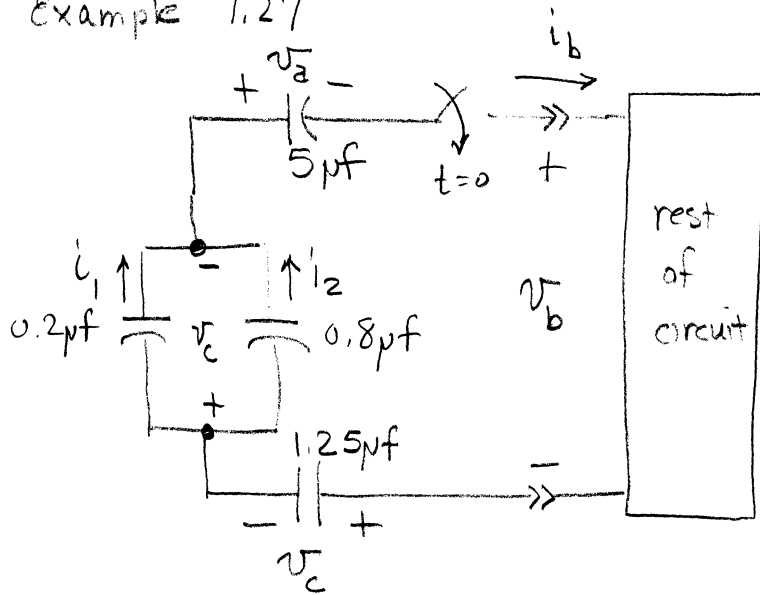 Example 1.27
i_b
+ v_a -
5µf
t=0
+
i_1
-
i_2
0.2µf
v_c
0.8µf
v_b
rest
of
circuit
+
1.25µf
-
- +
v_c